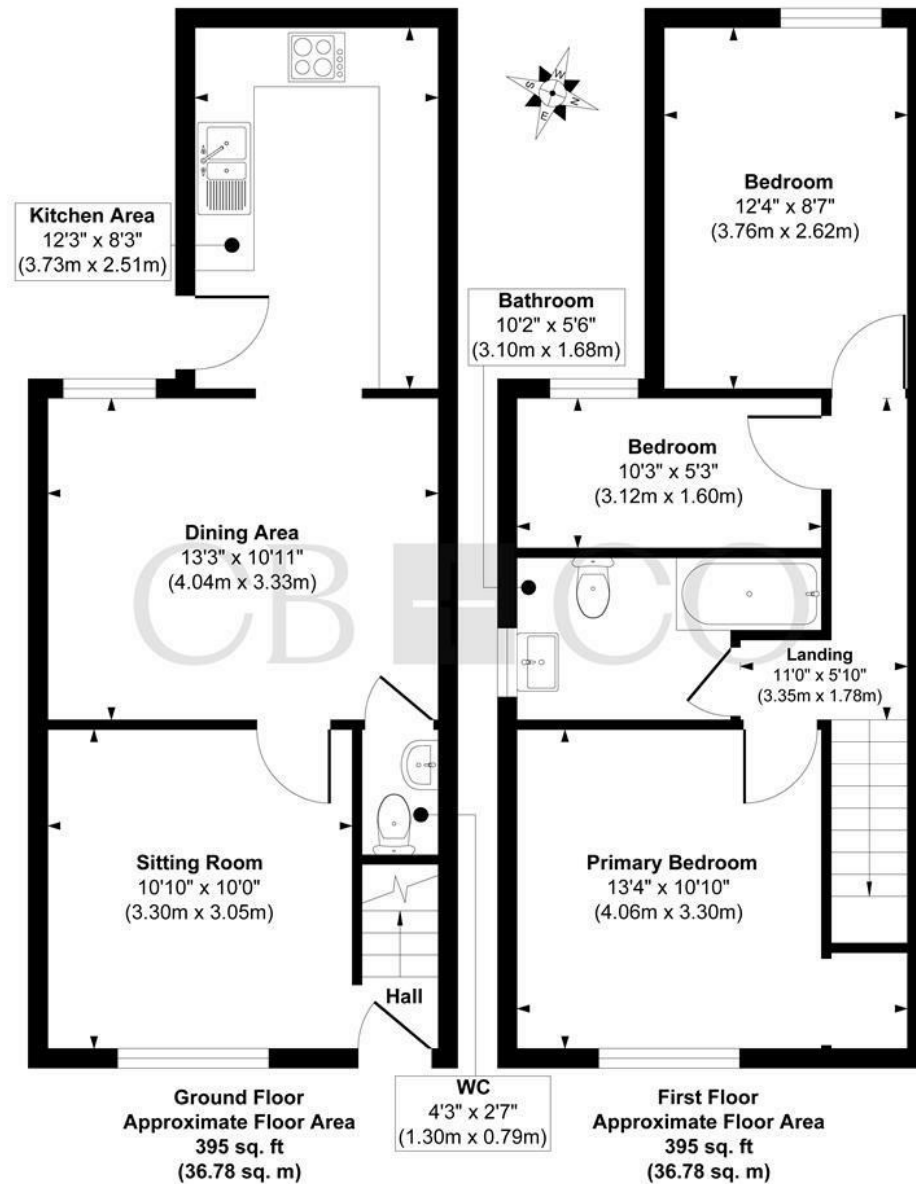 Kitchen Area
12'3" x 8'3"
(3.73m x 2.51m)
W
S
N
E
Bedroom
12'4" x 8'7"
(3.76m x 2.62m)
Bathroom
10'2" x 5'6"
(3.10m x 1.68m)
Bedroom
10'3" x 5'3"
(3.12m x 1.60m)
Dining Area
13'3" x 10'11"
(4.04m x 3.33m)
CB CO
Landing
11'0" x 5'10"
(3.35m x 1.78m)
Sitting Room
10'10" x 10'0"
(3.30m x 3.05m)
Primary Bedroom
13'4" x 10'10"
(4.06m x 3.30m)
Hall
WC
4'3" x 2'7"
(1.30m x 0.79m)
Ground Floor
Approximate Floor Area
395 sq. ft
(36.78 sq. m)
First Floor
Approximate Floor Area
395 sq. ft
(36.78 sq. m)